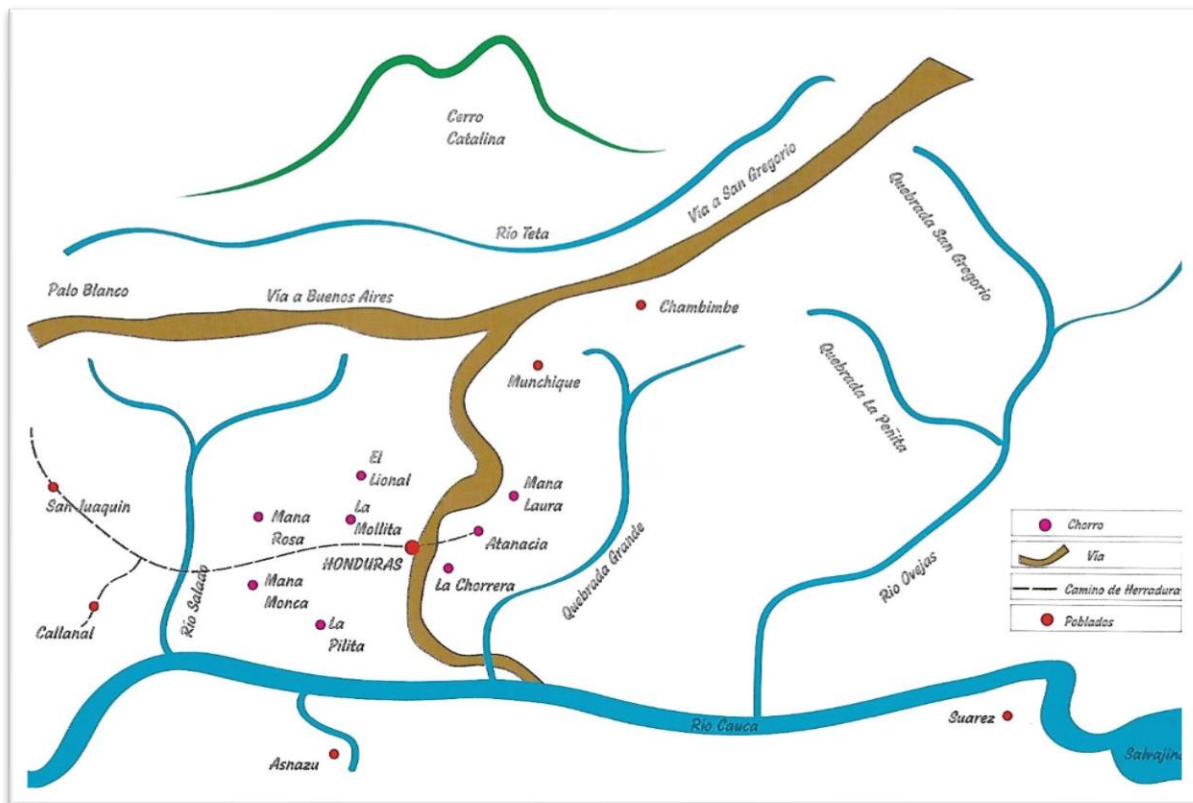 Cerro
Catalina
Vía a San Gregorio
Río Teta
Quebrada San Gregorio
Palo Blanco
Vía a Buenos Aires
Chambimbe
Munchique
Quebrada La Peñita
El
Lional
San Juaquin
Mana
Rosa
La
Mollita
Mana
Laura
Atanacia
HONDURAS
La Chorrera
Quebrada Grande
Río Ovejas
Mana
Monca
Río Salado
Callanal
La
Pilita
Río Cauca
Suarez
Asnazu
Salvajina
Chorro
Vía
Camino de Herradura
Poblados